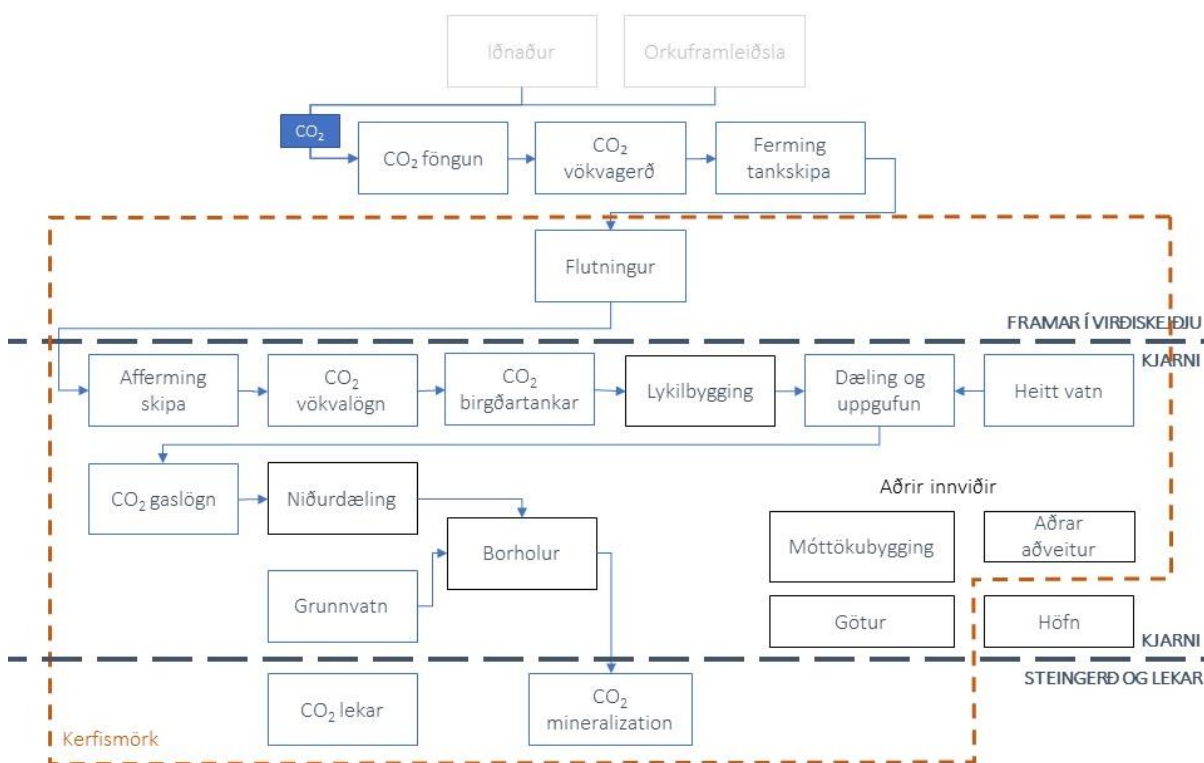 Iðnaður
Orkuframleiðsla
CO₂
CO₂ föngun
CO₂
vökvagerð
Ferming
tankskipa
Flutningur
FRAMAR Í VIRÐISKEÐJU
KJARNI
Afferming
skipa
CO₂
vökvalögn
CO₂
birgðartankar
Lykilbygging
Dæling og
uppgufun
Heitt vatn
CO₂ gaslögn
Niðurdæling
Borholur
Grunnvatn
Aðrir innviðir
Móttökubygging
Aðrar
aðveitur
Götur
Höfn
KJARNI
STEINGERÐ OG LEKAR
CO₂ lekar
CO₂
mineralization
Kerfismörk